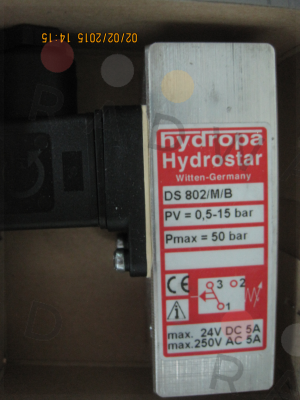 02/02/2015 14:15
hydropa
Hydrostar
Witten-Germany
DS 802/M/B
PV = 0,5-15 bar
Pmax = 50 bar
CE
3 2
1
max. 24V DC 5A
max.250V AC 5A